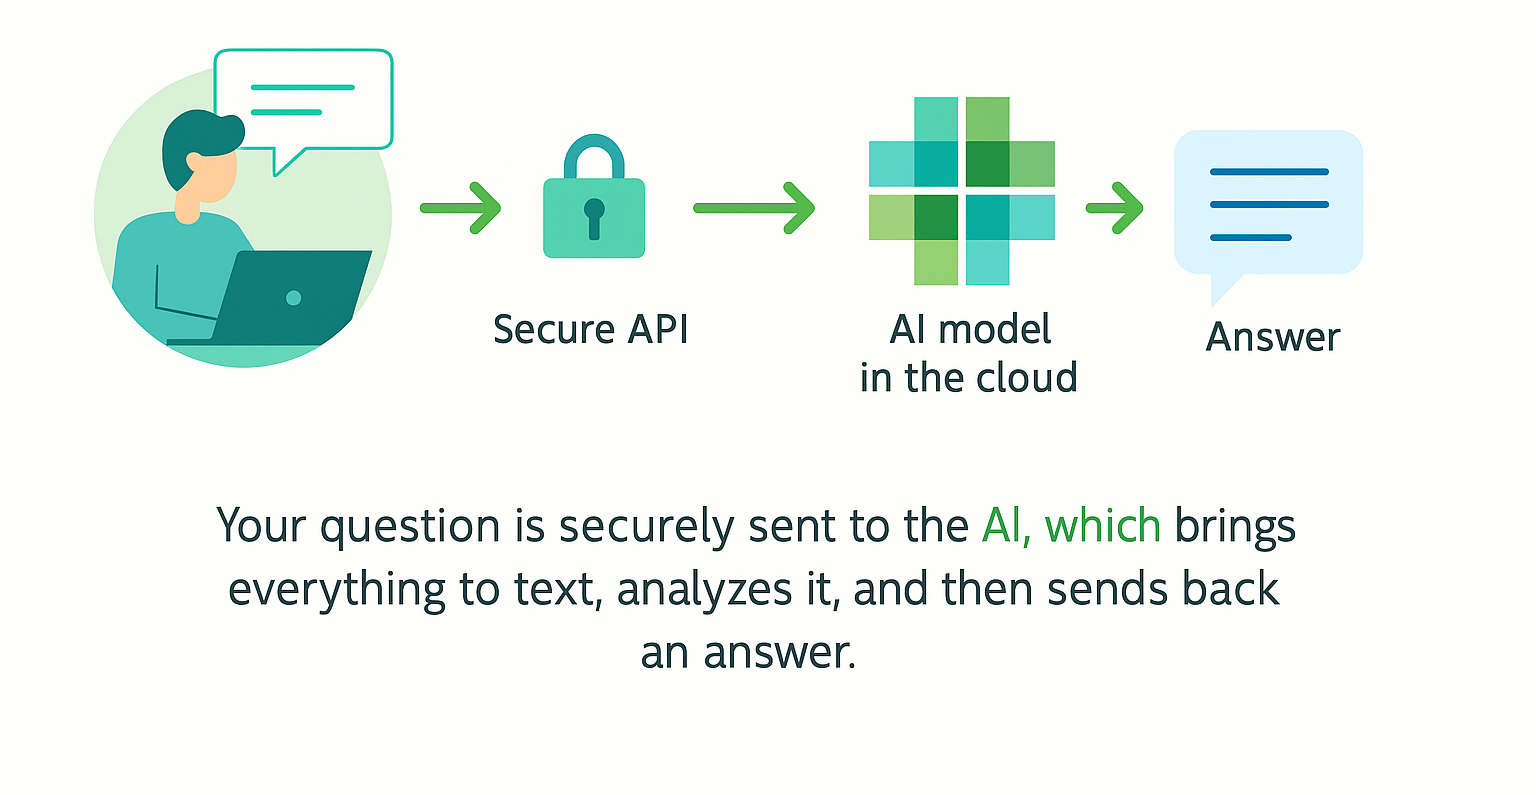 Secure API
AI model
in the cloud
Answer
Your question is securely sent to the AI, which brings
everything to text, analyzes it, and then sends back
an answer.